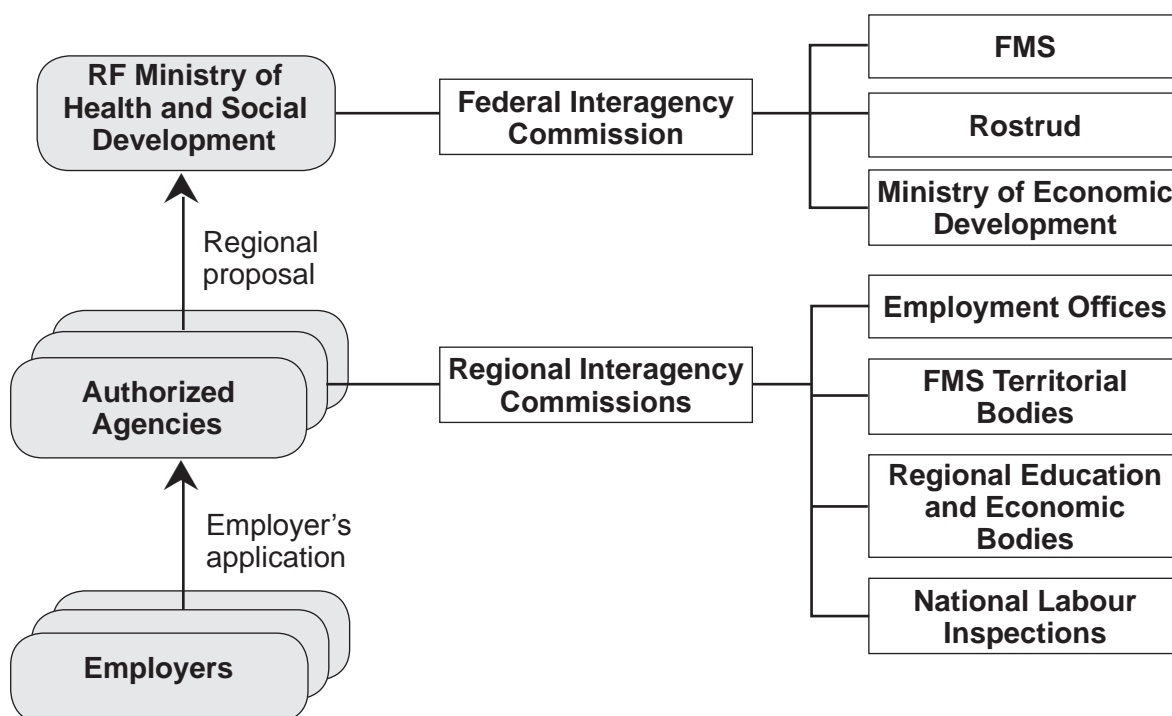 RF Ministry of
Health and Social
Development
Federal Interagency
Commission
FMS
Rostrud
Ministry of Economic
Development
Regional
proposal
Authorized
Agencies
Regional Interagency
Commissions
Employment Offices
FMS Territorial
Bodies
Regional Education
and Economic
Bodies
National Labour
Inspections
Employer’s
application
Employers